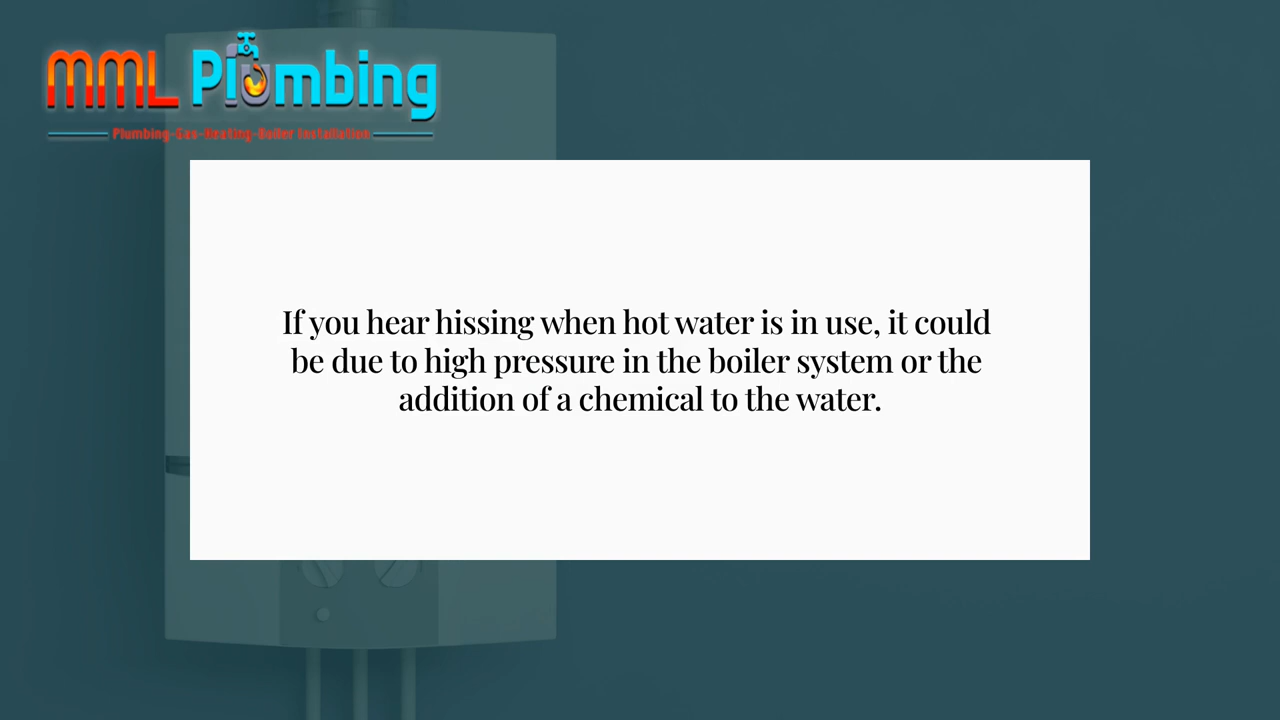 MML Plumbing
Plumbing-Gas-Heating-Boiler Installation
If you hear hissing when hot water is in use, it could
be due to high pressure in the boiler system or the
addition of a chemical to the water.